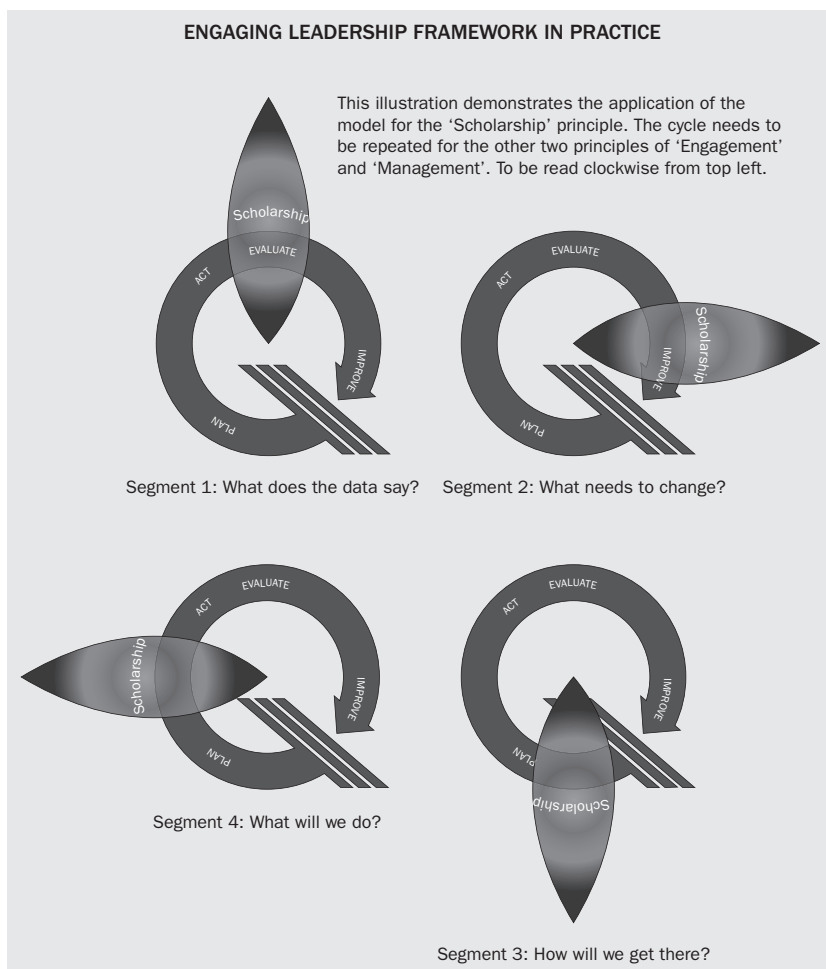 ENGAGING LEADERSHIP FRAMEWORK IN PRACTICE
This illustration demonstrates the application of the
model for the ‘Scholarship’ principle. The cycle needs to
be repeated for the other two principles of ‘Engagement’
and ‘Management’. To be read clockwise from top left.
Scholarship
EVALUATE
ACT
IMPROVE
PLAN
Segment 1: What does the data say?
EVALUATE
ACT
Scholarship
IMPROVE
PLAN
Segment 2: What needs to change?
EVALUATE
ACT
Scholarship
IMPROVE
PLAN
Segment 4: What will we do?
EVALUATE
ACT
IMPROVE
PLAN
Scholarship
Segment 3: How will we get there?